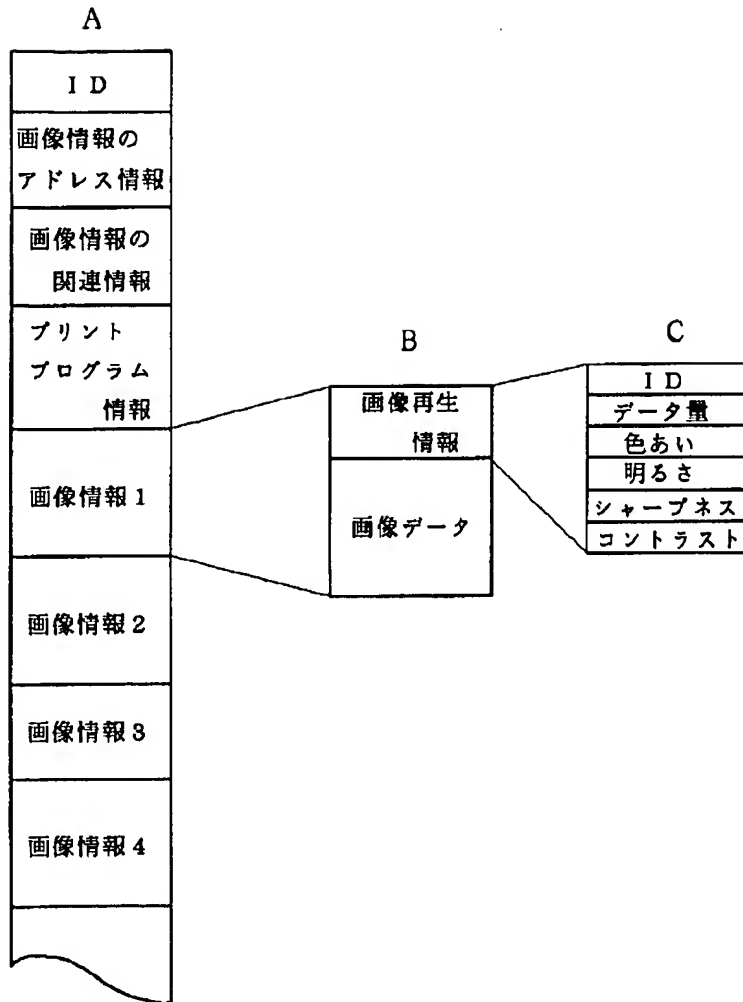 A
ID
画像情報の
アドレス情報
画像情報の
関連情報
プリント
プログラム
情報
画像情報1
画像情報2
画像情報3
画像情報4
B
画像再生
情報
画像データ
C
ID
データ量
色あい
明るさ
シャープネス
コントラスト